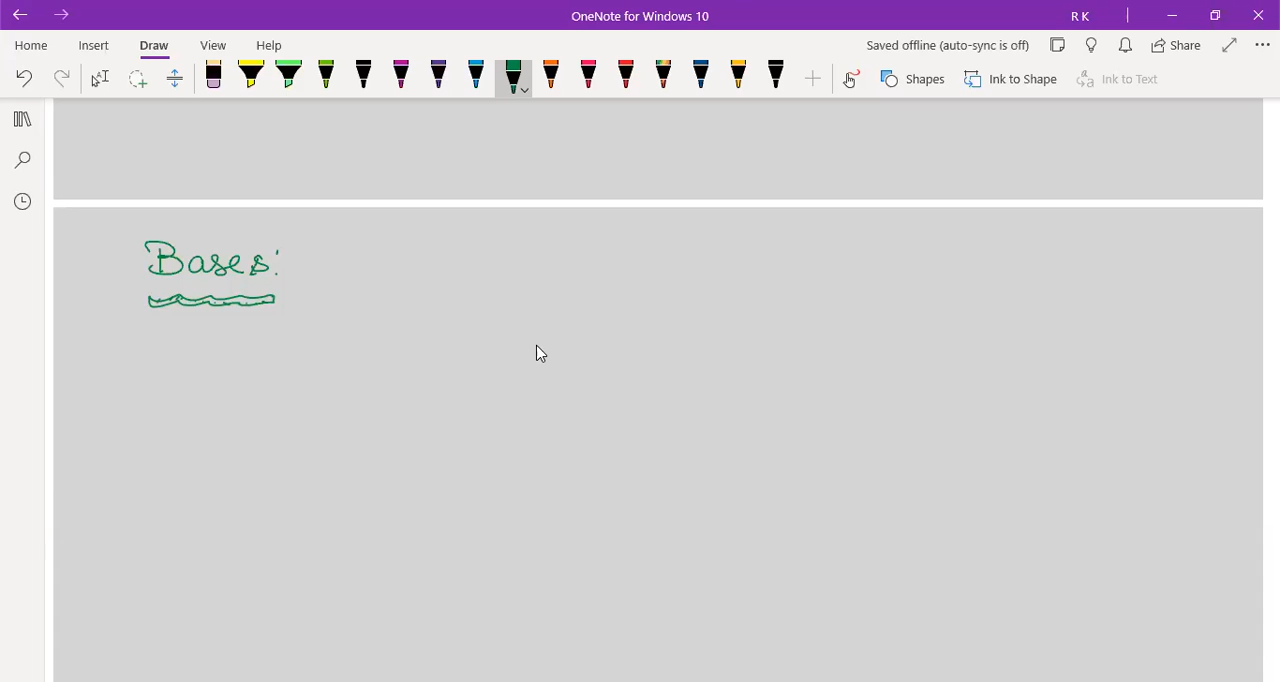 OneNote for Windows 10
R K
Home Insert Draw View Help
Saved offline (auto-sync is off)
Share
Shapes
Ink to Shape
Ink to Text
Bases: